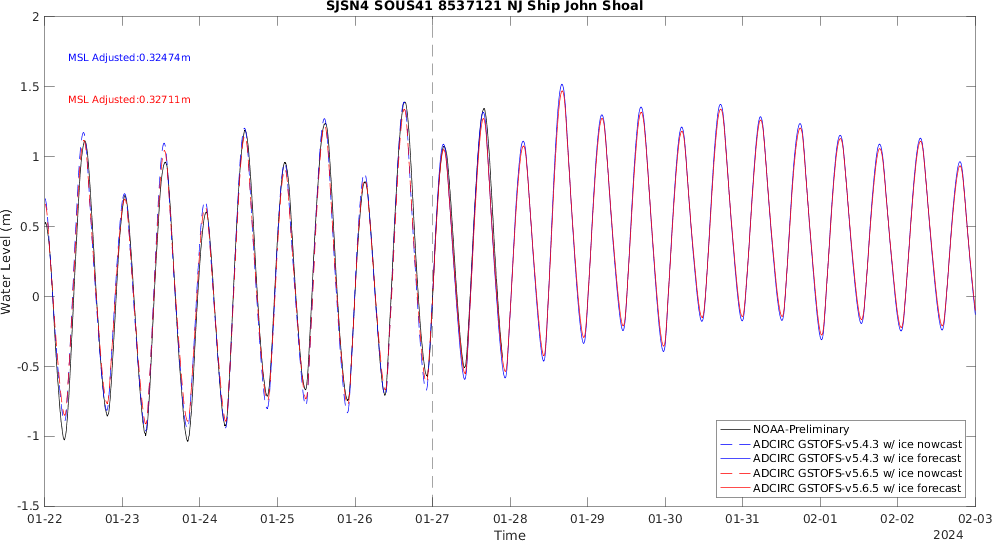 SJSN4 SOUS41 8537121 NJ Ship John Shoal
MSL Adjusted:0.32474m
MSL Adjusted:0.32711m
Water Level (m)
2
1.5
1
0.5
0
-0.5
-1
-1.5
NOAA-Preliminary
ADCIRC GSTOFS-v5.4.3 w/ ice nowcast
ADCIRC GSTOFS-v5.4.3 w/ ice forecast
ADCIRC GSTOFS-v5.6.5 w/ ice nowcast
ADCIRC GSTOFS-v5.6.5 w/ ice forecast
01-22 01-23 01-24 01-25 01-26 01-27 01-28 01-29 01-30 01-31 02-01 02-02 02-03
Time
2024